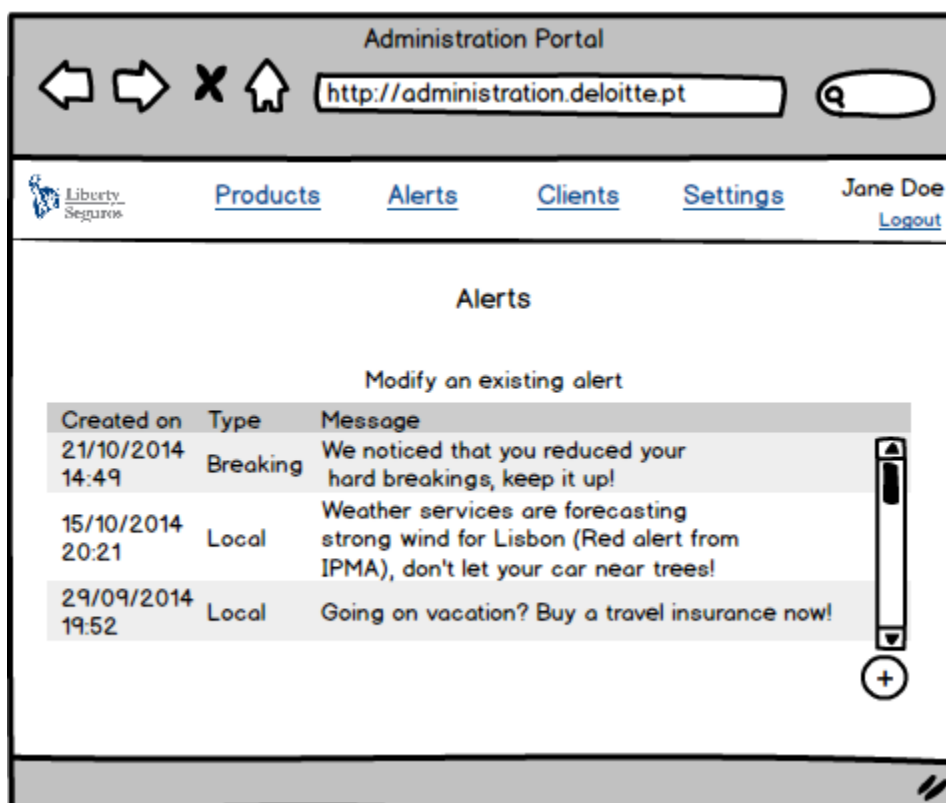 Administration Portal
http://administration.deloitte.pt
Liberty Seguros
Products Alerts Clients Settings
Jane Doe
Logout
Alerts
Modify an existing alert
Created on Type Message
21/10/2014 14:49 Breaking We noticed that you reduced your
hard breakings, keep it up!
15/10/2014 20:21 Local Weather services are forecasting
strong wind for Lisbon (Red alert from
IPMA), don't let your car near trees!
29/09/2014 19:52 Local Going on vacation? Buy a travel insurance now!
+